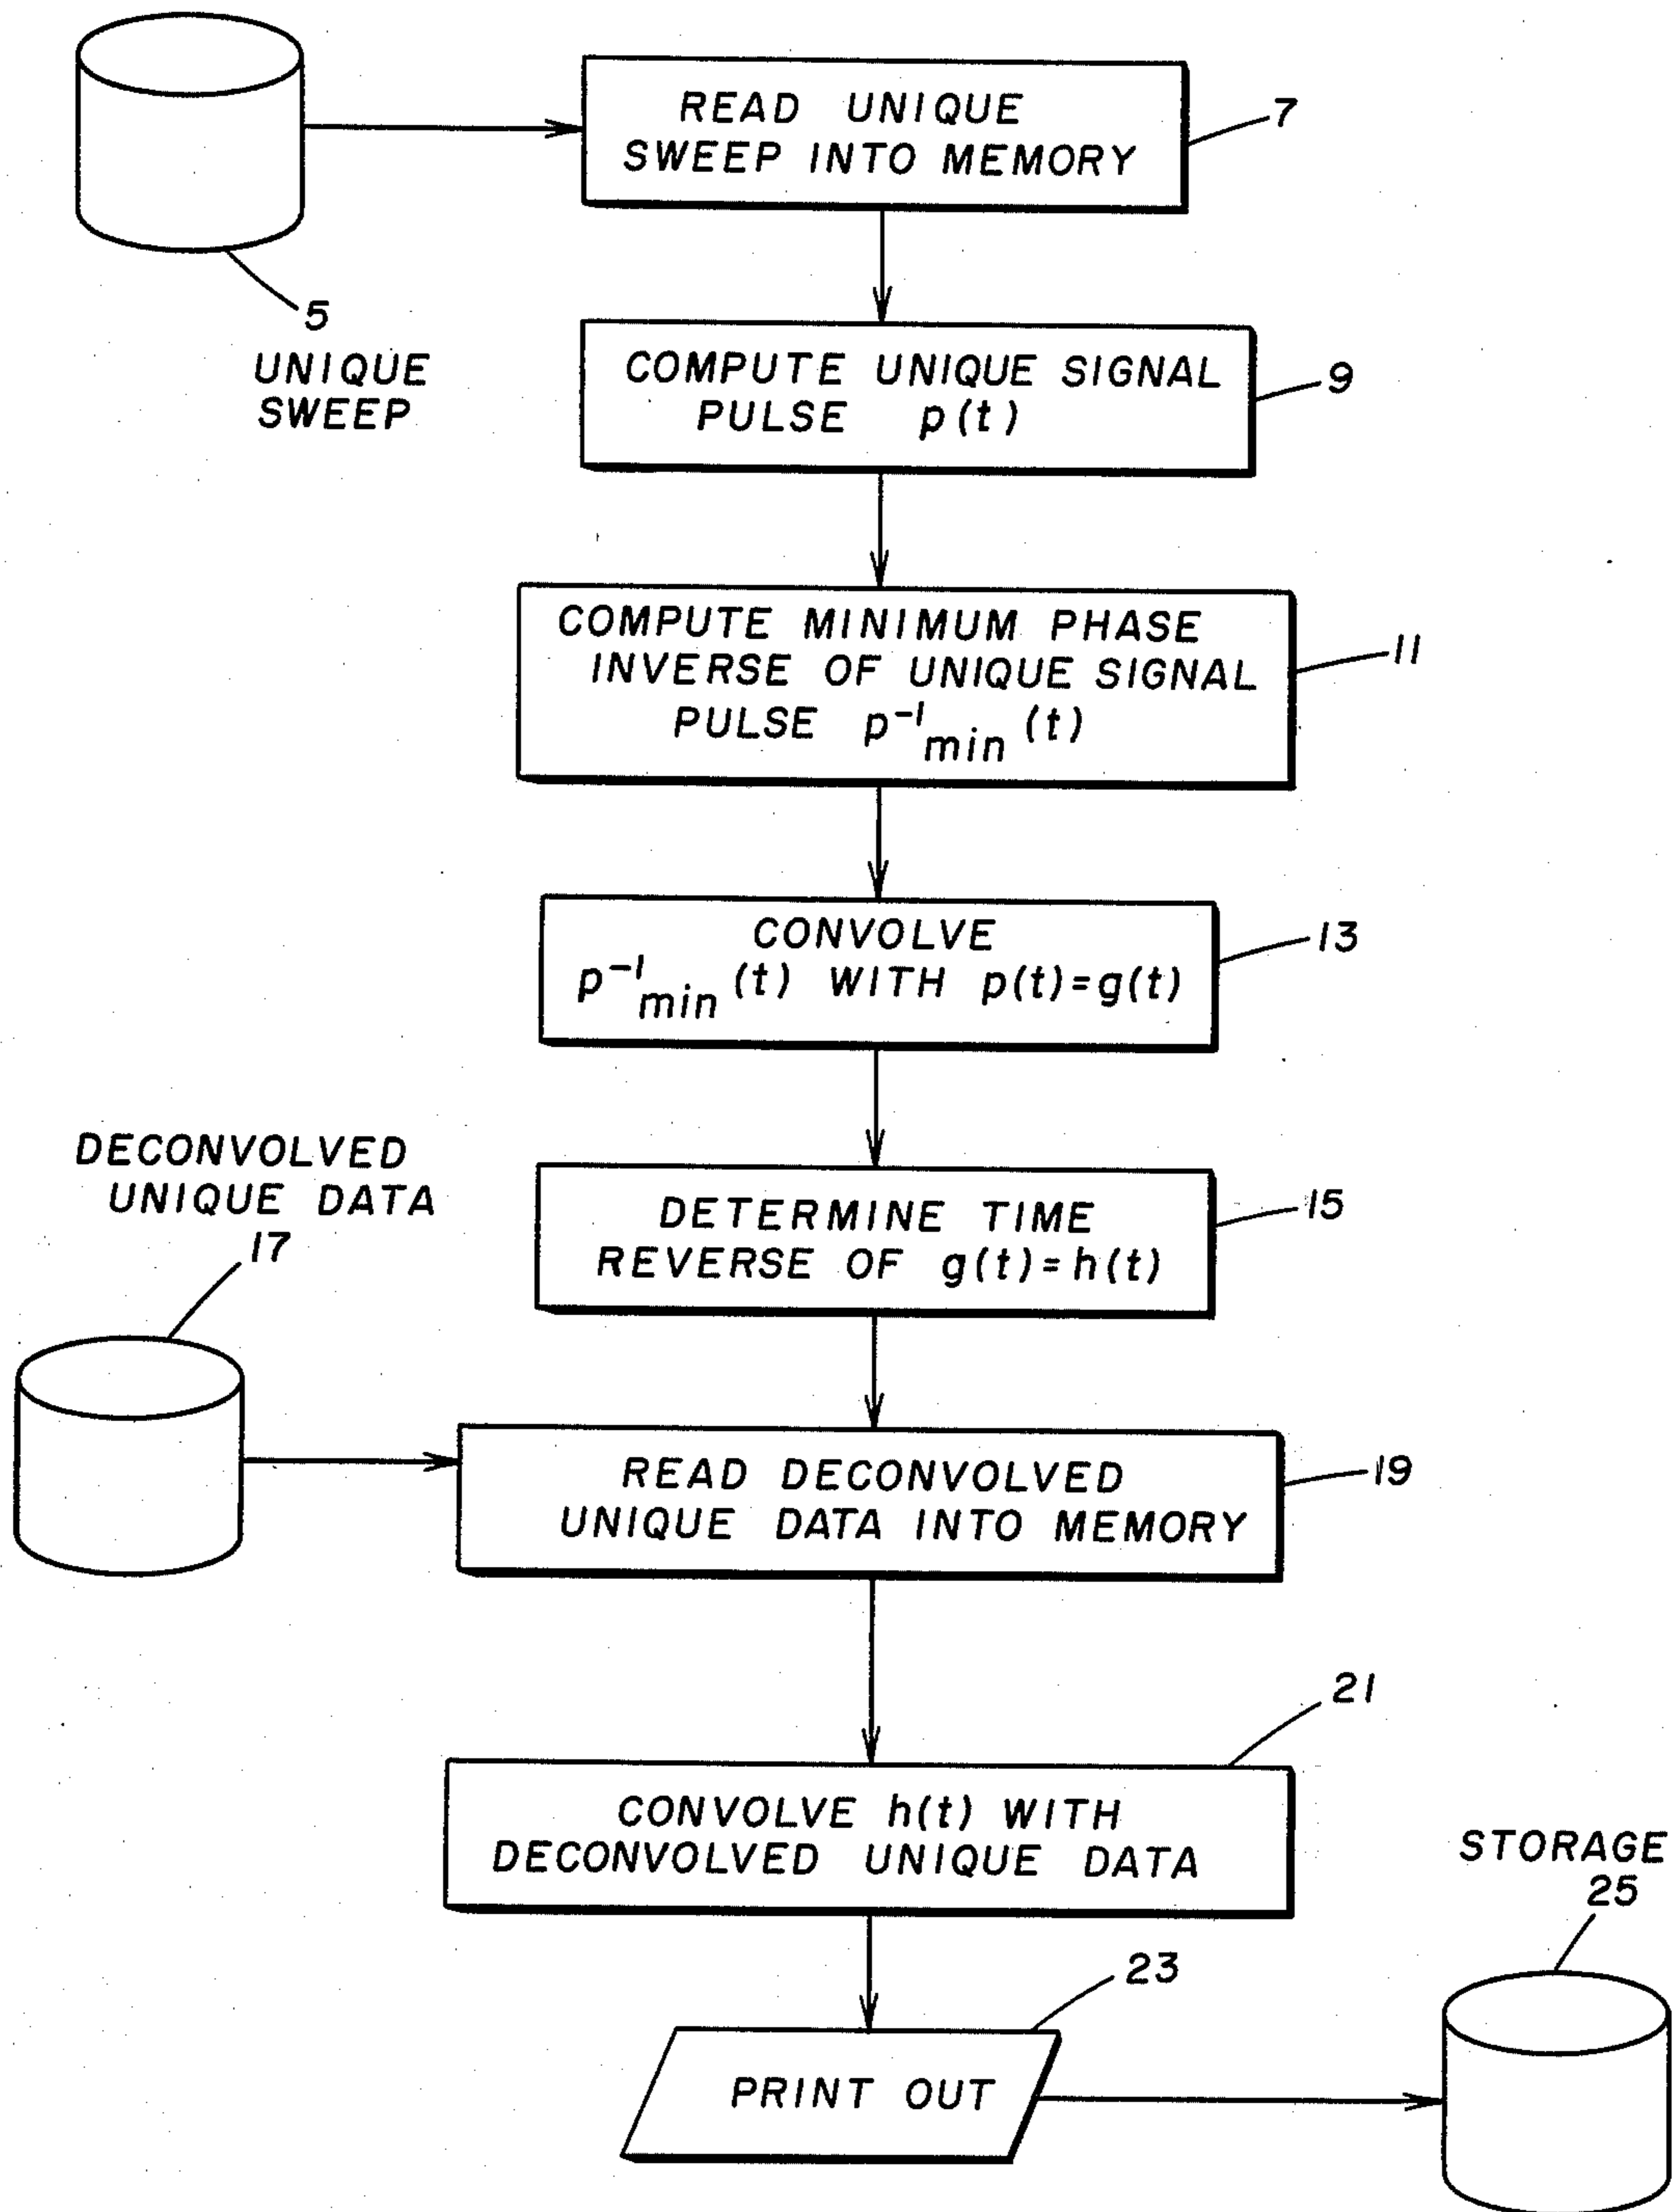 READ UNIQUE
SWEEP INTO MEMORY
7
5
UNIQUE
SWEEP
COMPUTE UNIQUE SIGNAL
PULSE p(t)
9
COMPUTE MINIMUM PHASE
INVERSE OF UNIQUE SIGNAL
PULSE p⁻¹min (t)
11
CONVOLVE
p⁻¹min (t) WITH p(t)=g(t)
13
DETERMINE TIME
REVERSE OF g(t)=h(t)
15
DECONVOLVED
UNIQUE DATA
17
READ DECONVOLVED
UNIQUE DATA INTO MEMORY
19
CONVOLVE h(t) WITH
DECONVOLVED UNIQUE DATA
21
PRINT OUT
23
STORAGE
25